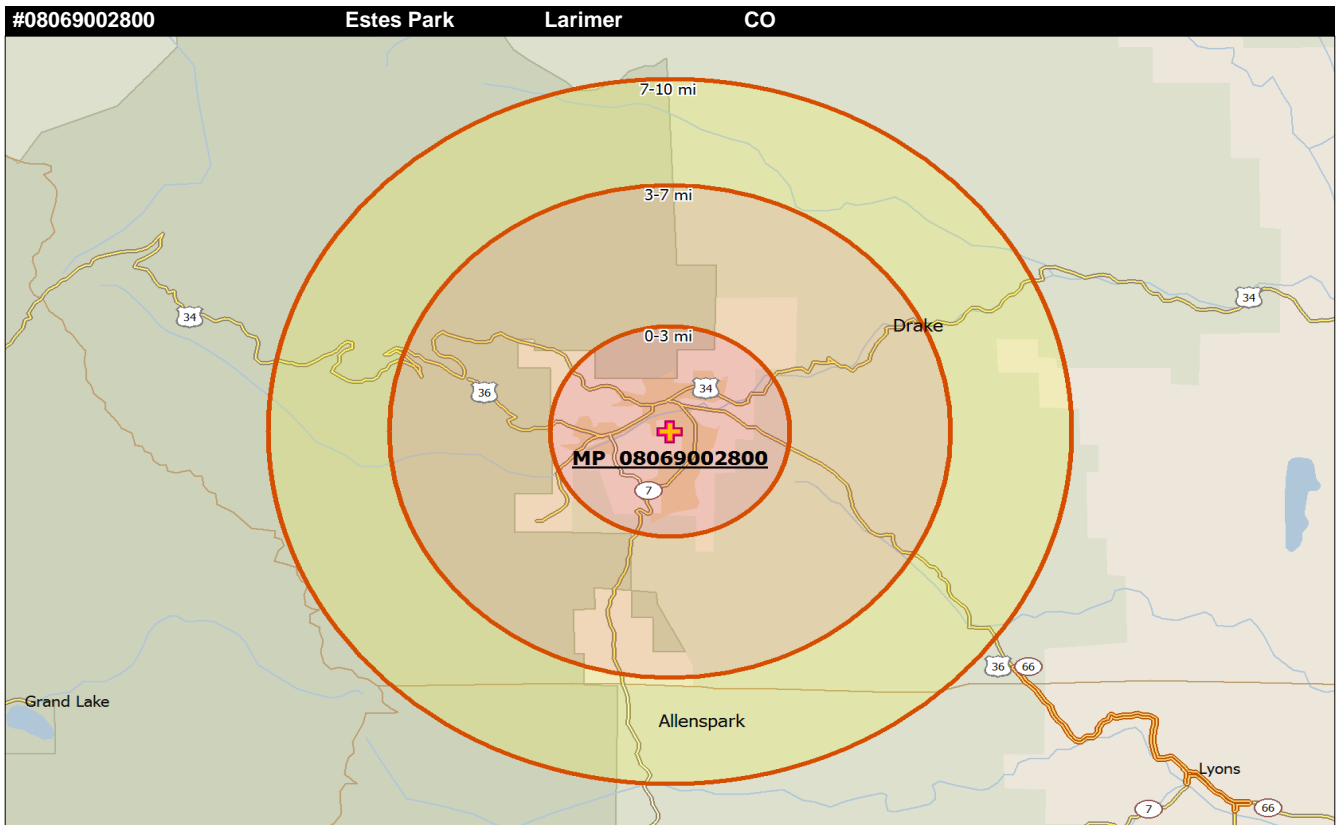 #08069002800 Estes Park Larimer CO
7-10 mi
3-7 mi
34
34
Drake
0-3 mi
36
34
MP 08069002800
7
36 66
Grand Lake
Allenspark
Lyons
7
66